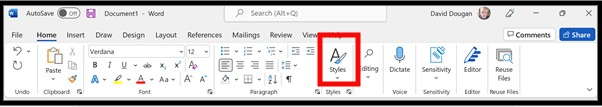 AutoSave Off Document1 - Word Search (Alt+Q) David Dougan
File Home Insert Draw Design Layout References Mailings Review View Help Comments Share
Verdana 12
Paste Styles Editing Dictate Sensitivity Editor Reuse Files
Undo Clipboard Font Paragraph Styles Voice Sensitivity Editor Reuse Files